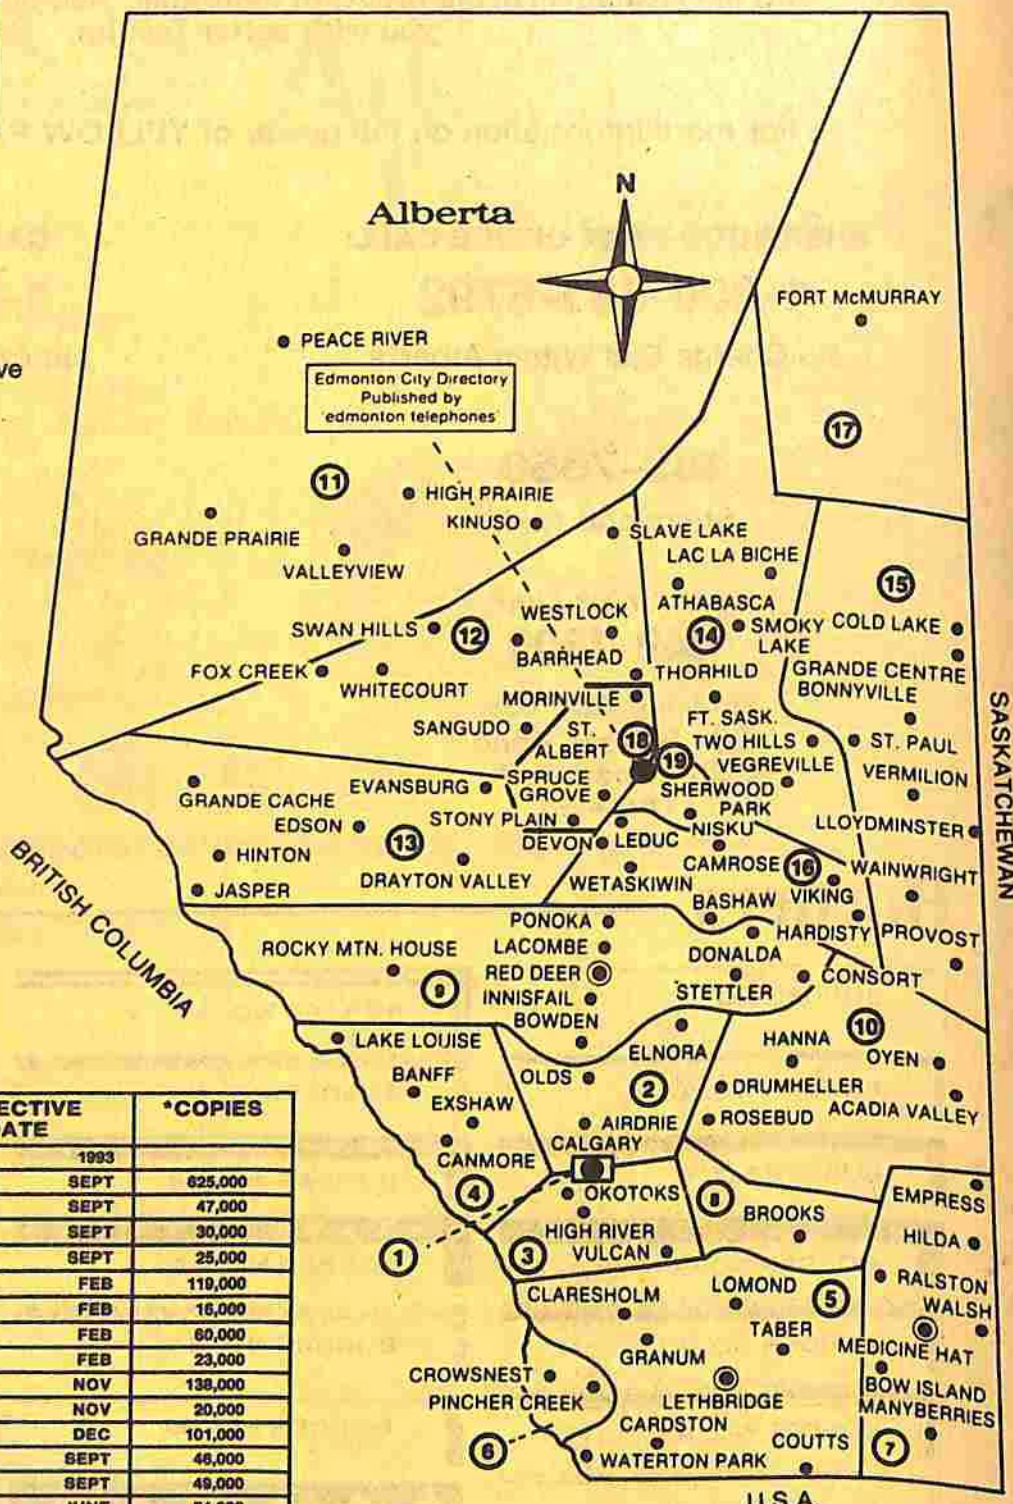 Alberta
N
FORT McMURRAY
PEACE RIVER
Edmonton City Directory
Published by
edmonton telephones
17
11
HIGH PRAIRIE
KINUSO
GRANDE PRAIRIE
SLAVE LAKE
LAC LA BICHE
VALLEYVIEW
15
WESTLOCK
ATHABASCA
SWAN HILLS
12
14
SMOKY
LAKE
COLD LAKE
BARRHEAD
FOX CREEK
WHITECOURT
THORHILD
GRANDE CENTRE
BONNYVILLE
MORINVILLE
SANGUDO
ST.
ALBERT
18
FT. SASK.
TWO HILLS
ST. PAUL
19
VEGREVILLE
VERMILION
SASKATCHEWAN
GRANDE CACHE
EVANSBURG
SPRUCE
GROVE
SHERWOOD
PARK
EDSON
STONY PLAIN
NISKU
LLOYDMINSTER
13
DEVON
LEDUC
HINTON
CAMROSE
16
WAINWRIGHT
JASPER
DRAYTON VALLEY
WETASKIWIN
VIKING
BASHAW
BRITISH COLUMBIA
PONOKA
HARDISTY
PROVOST
ROCKY MTN. HOUSE
LACOMBE
DONALDA
RED DEER
CONSORT
9
INNISFAIL
STETTLER
BOWDEN
10
LAKE LOUISE
ELNORA
HANNA
OYEN
BANFF
OLDS
2
DRUMHELLER
EXSHAW
AIRDRIE
ROSEBUD
ACADIA VALLEY
CALGARY
CANMORE
4
OKOTOKS
8
EMPRESS
BROOKS
1
3
HIGH RIVER
VULCAN
HILDA
CLARESHOLM
LOMOND
5
RALSTON
WALSH
TABER
GRANUM
MEDICINE HAT
CROWSNEST
BOW ISLAND
PINCHER CREEK
LETHBRIDGE
MANYBERRIES
CARDSTON
6
COUTTS
7
WATERTON PARK
U.S.A.
*COPIES
1993
SEPT 625,000
SEPT 47,000
SEPT 30,000
SEPT 25,000
FEB 119,000
FEB 16,000
FEB 60,000
FEB 23,000
NOV 138,000
NOV 20,000
DEC 101,000
SEPT 46,000
SEPT 49,000